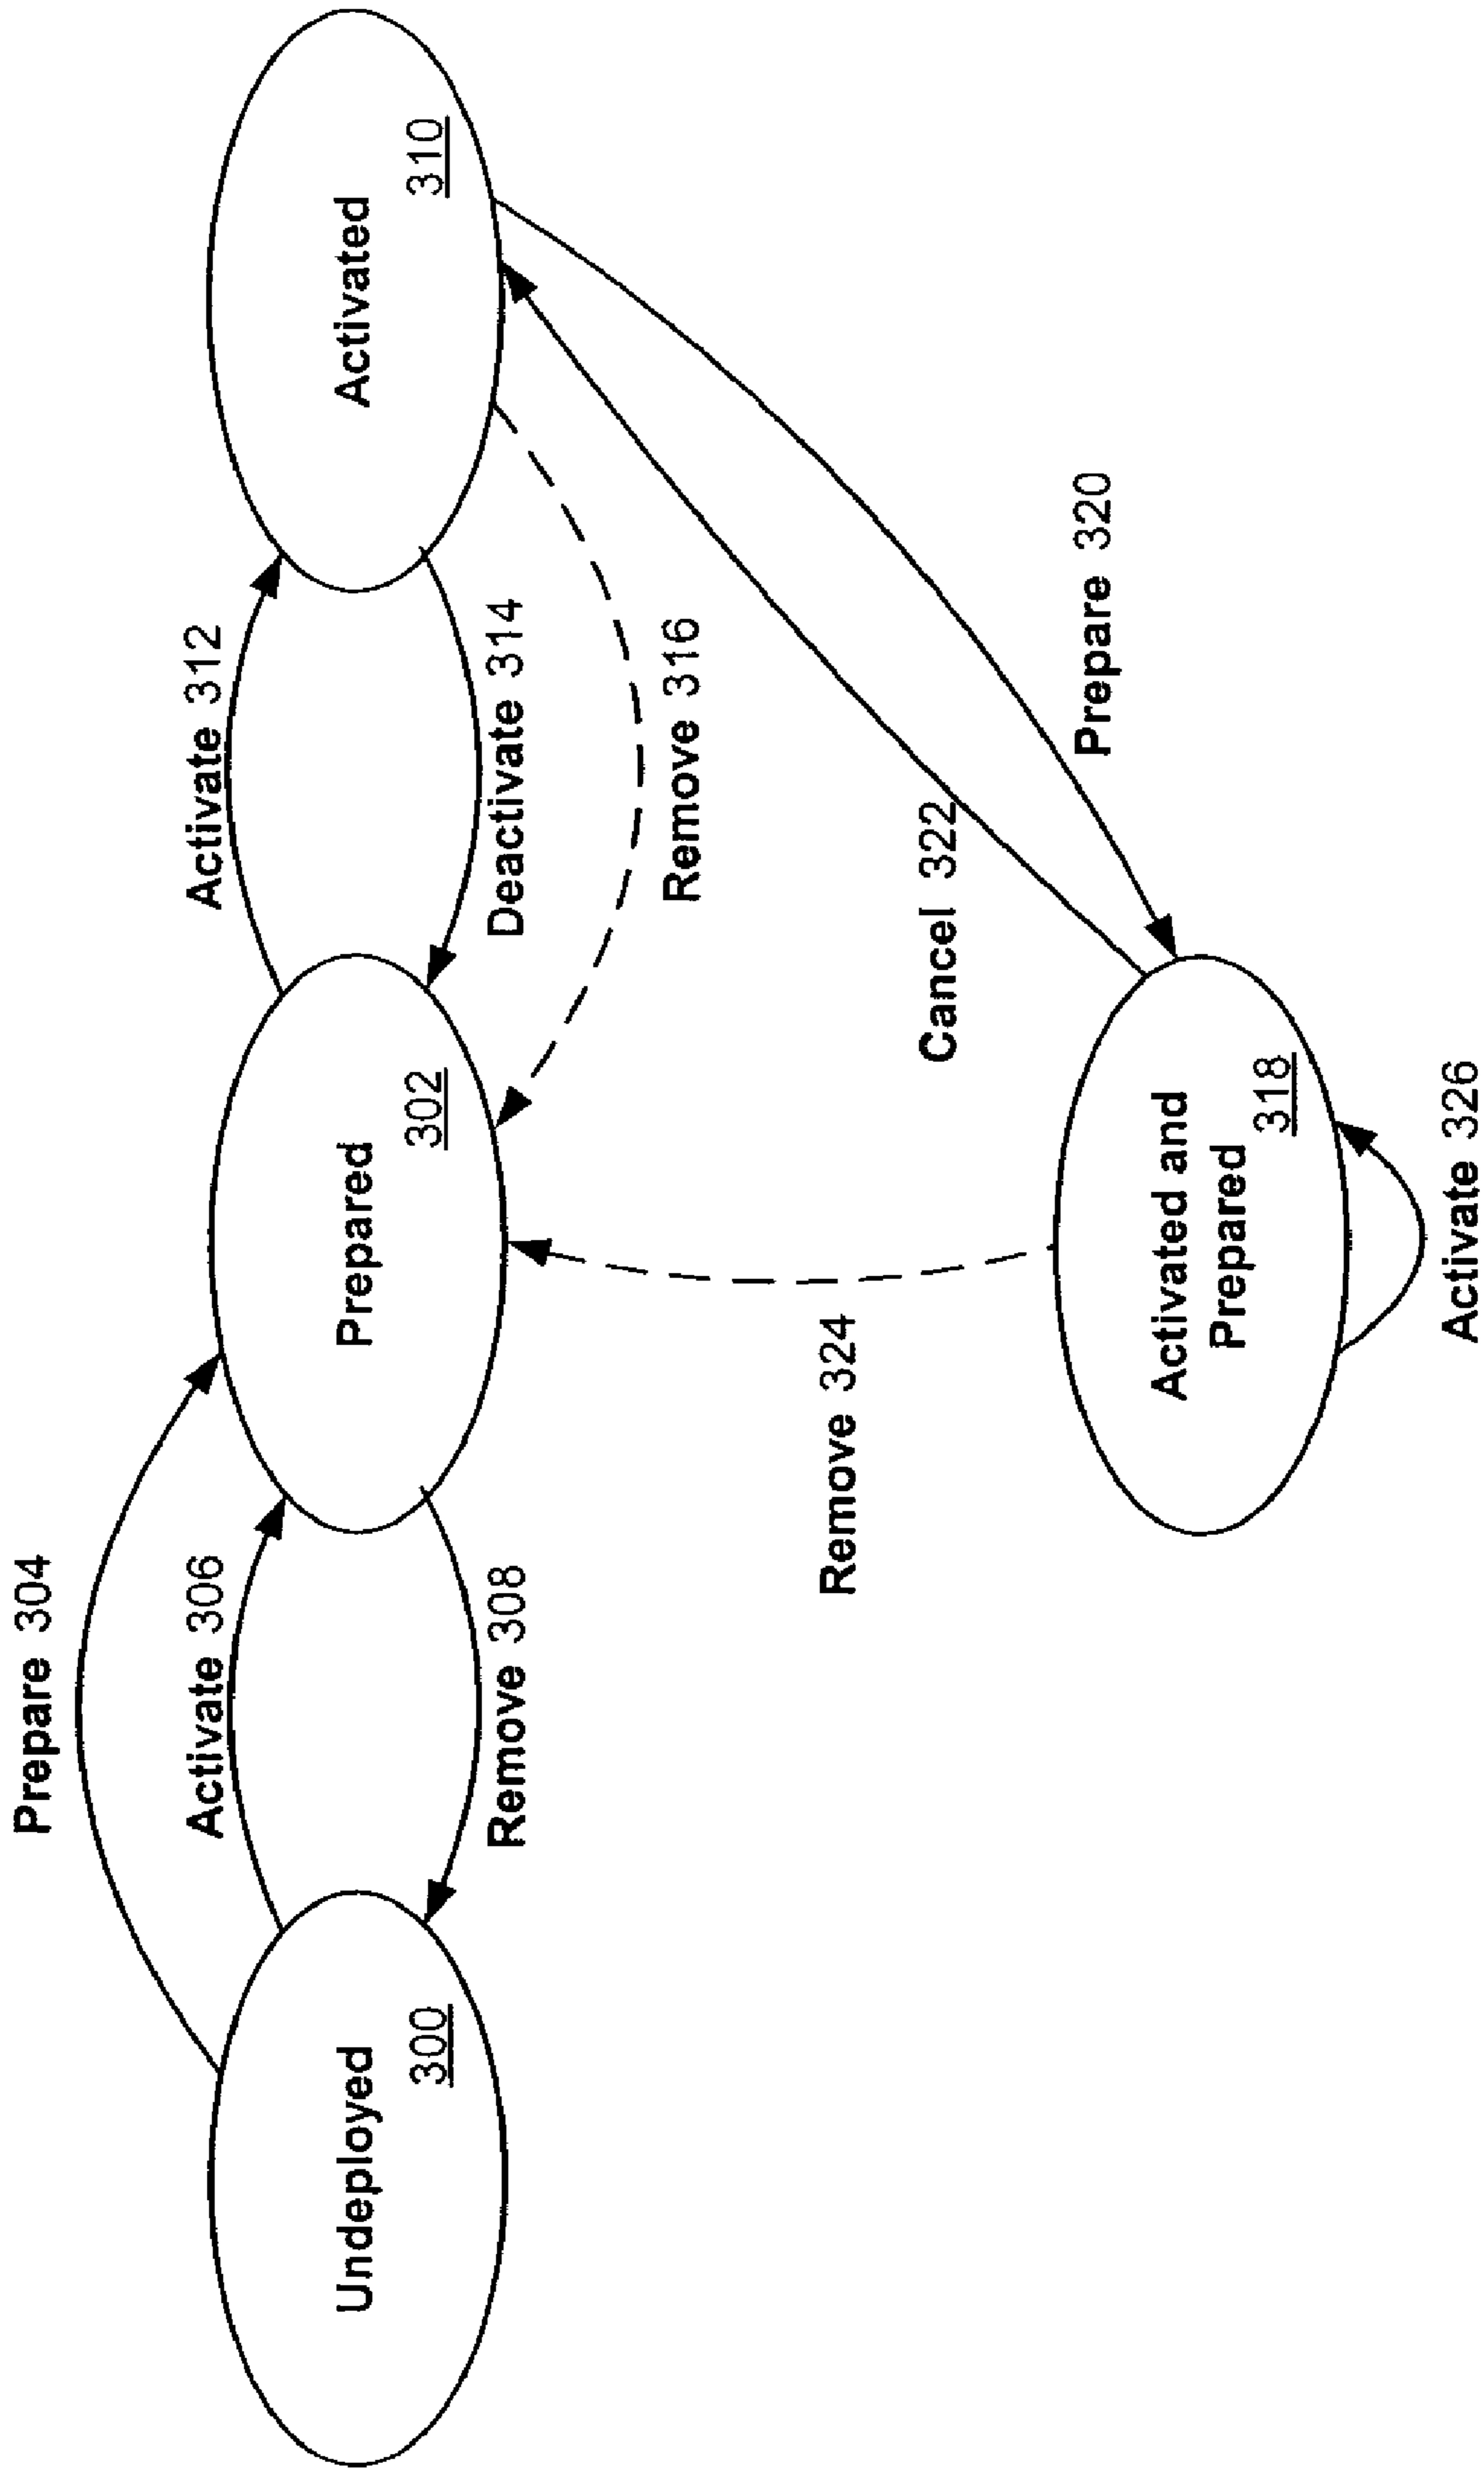 Prepare 304
Activate 306
Activate 312
Undeployed
300
Prepared
302
Activated
310
Remove 308
Deactivate 314
Remove 316
Remove 324
Cancel 322
Prepare 320
Activated and
Prepared
318
Activate 326